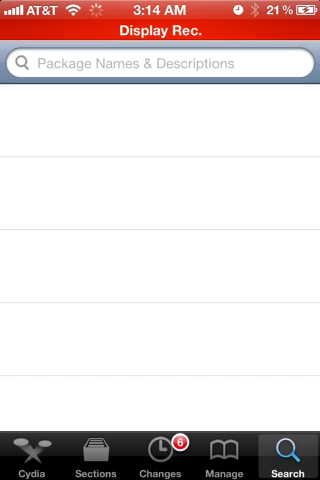 AT&T 3:14 AM 21%
Display Rec.
Package Names & Descriptions
6
Cydia Sections Changes Manage Search